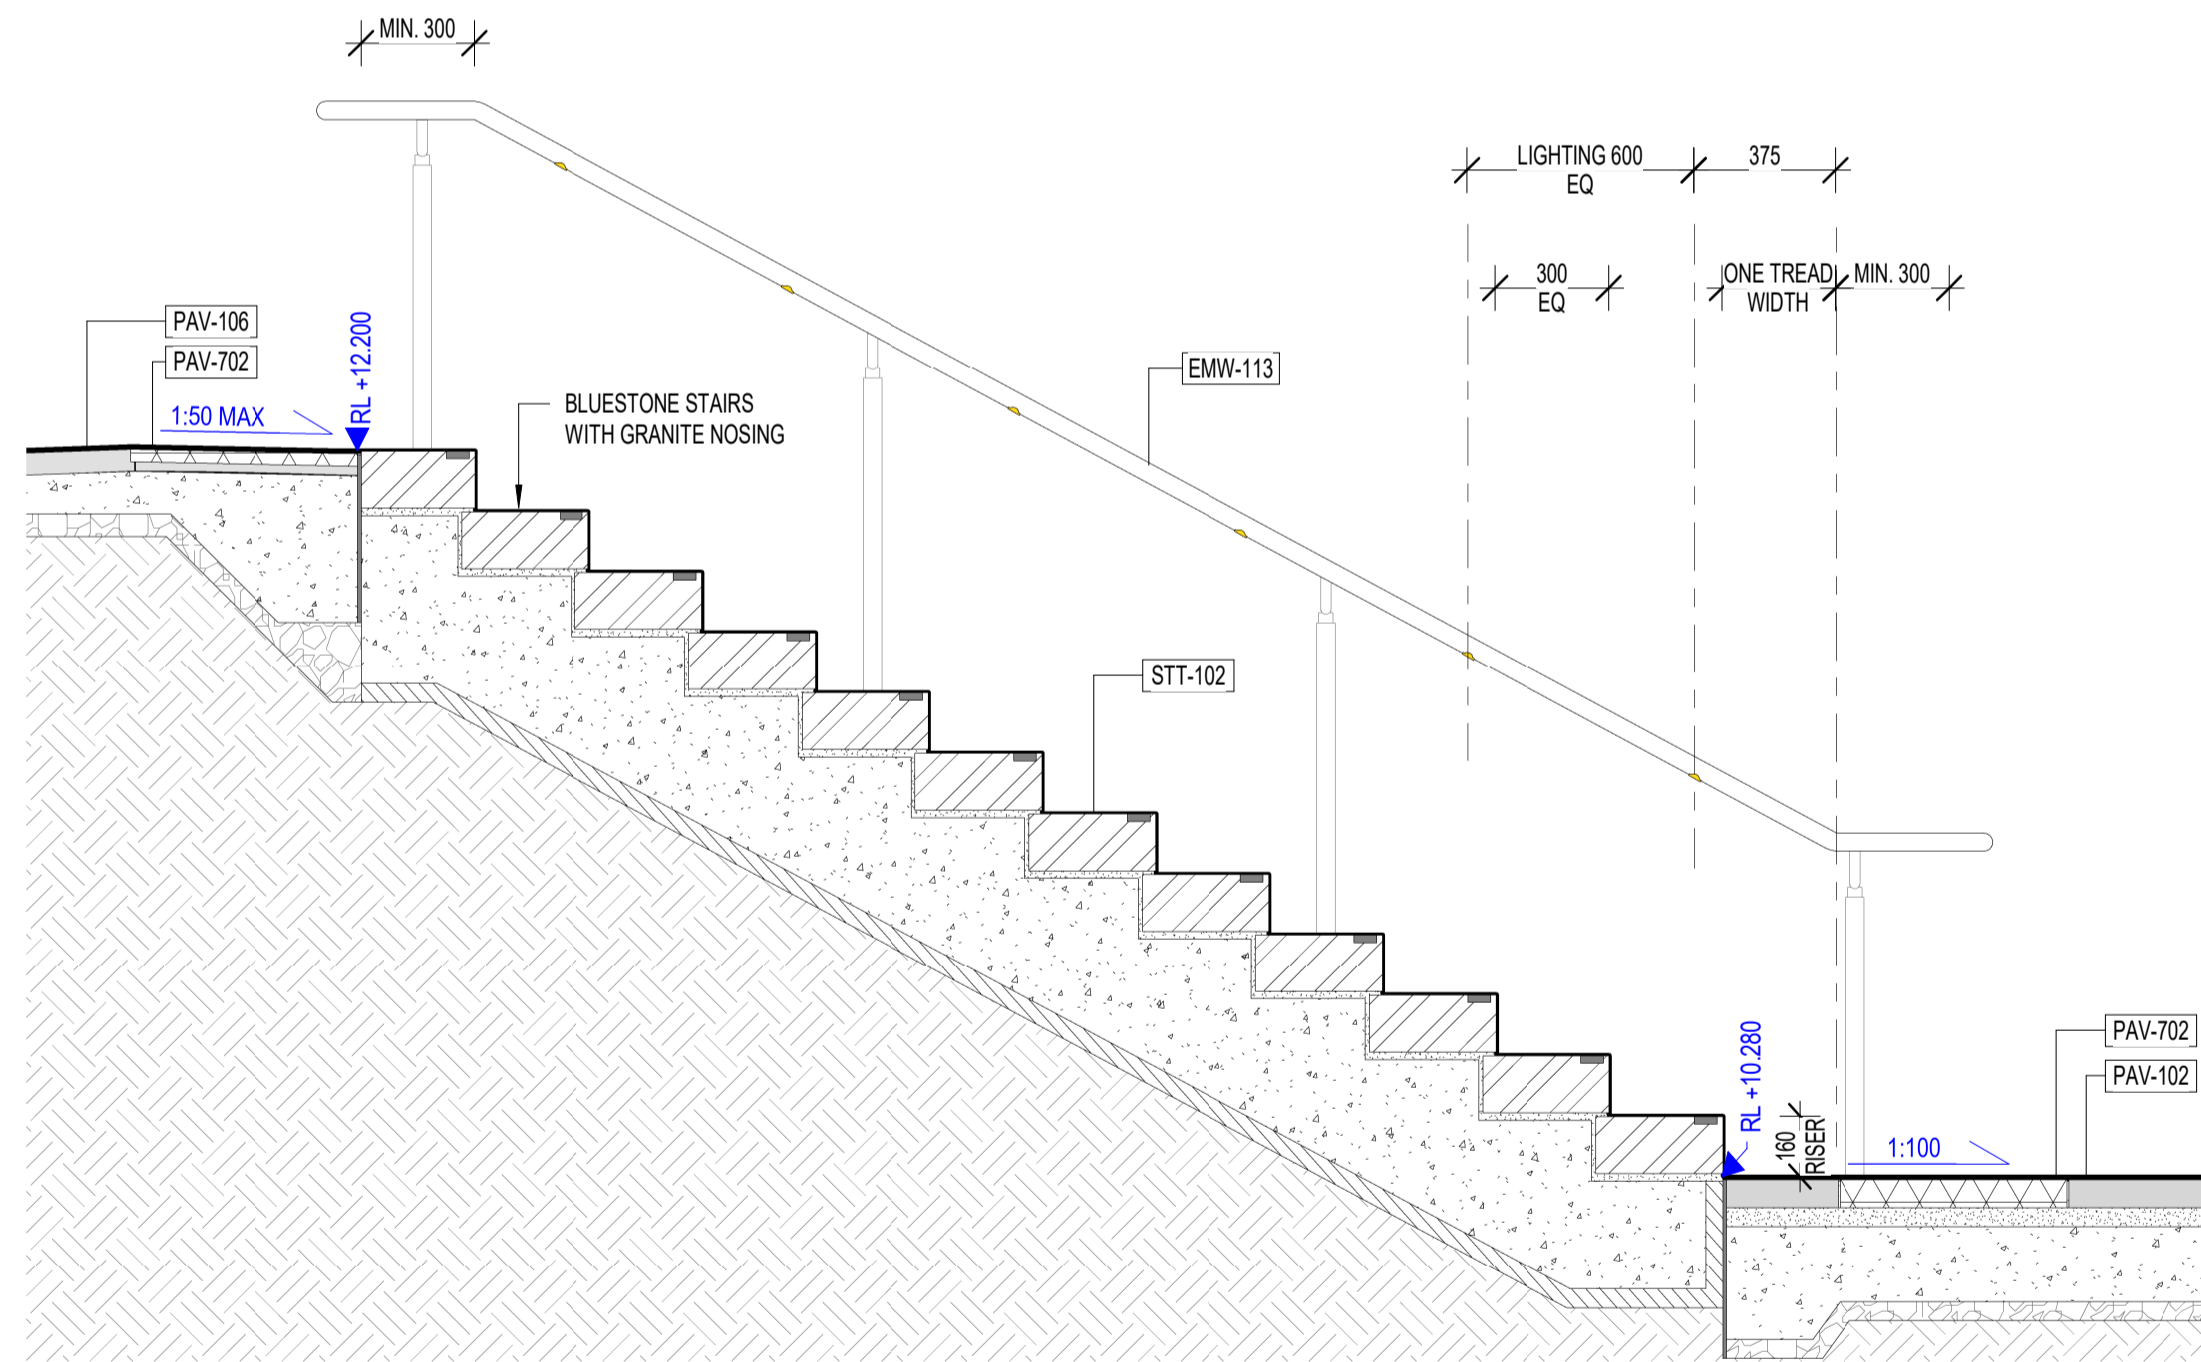 MIN. 300
LIGHTING 600
EQ
375
300
EQ
ONE TREAD
WIDTH
MIN. 300
PAV-106
PAV-702
RL +12.200
1:50 MAX
EMW-113
BLUESTONE STAIRS
WITH GRANITE NOSING
STT-102
RL +10.280
160
RISER
1:100
PAV-702
PAV-102